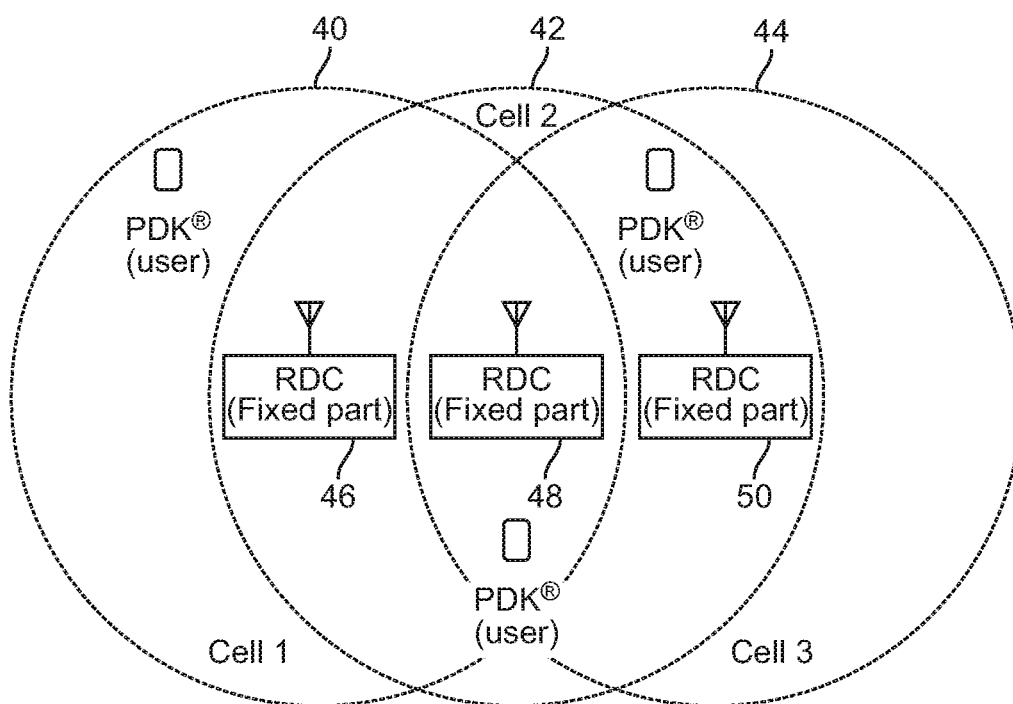 40
42
44
Cell 2
PDK®
(user)
PDK®
(user)
RDC
(Fixed part)
RDC
(Fixed part)
RDC
(Fixed part)
46
48
50
PDK®
(user)
Cell 1
Cell 3